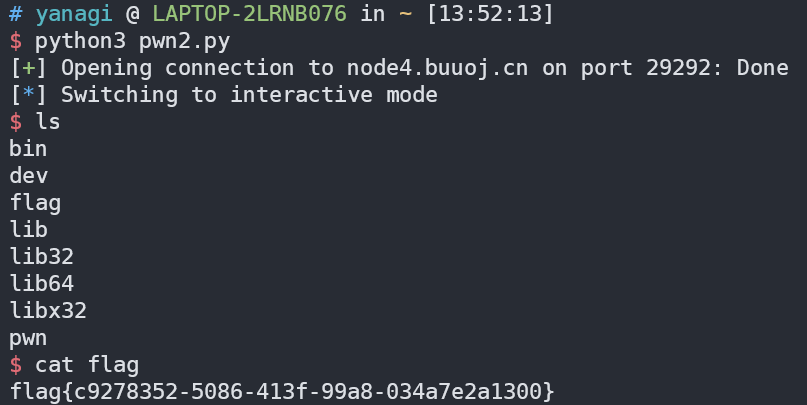 # yanagi @ LAPTOP-2LRNB076 in ~ [13:52:13]
$ python3 pwn2.py
[+] Opening connection to node4.buuoj.cn on port 29292: Done
[*] Switching to interactive mode
$ ls
bin
dev
flag
lib
lib32
lib64
libx32
pwn
$ cat flag
flag{c9278352-5086-413f-99a8-034a7e2a1300}